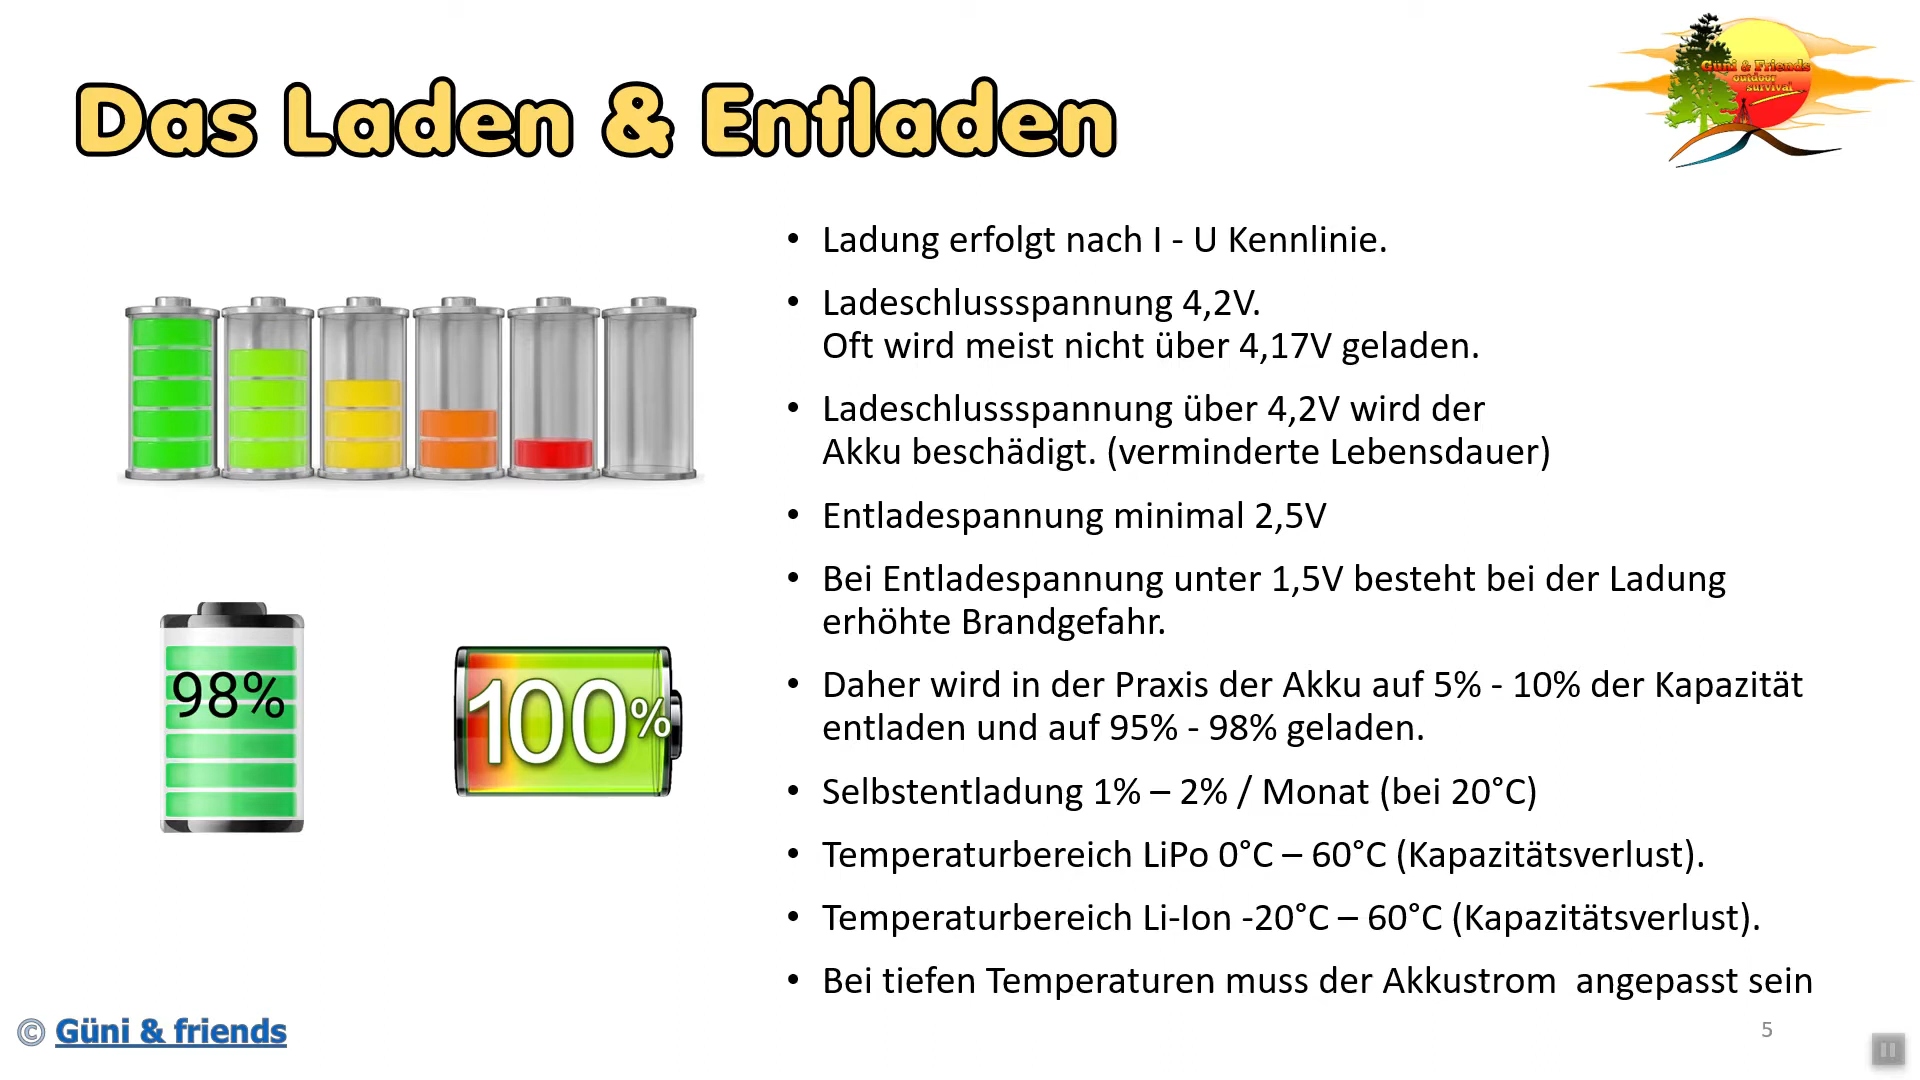 Güni & Friends
outdoor
survival
Das Laden & Entladen
• Ladung erfolgt nach I - U Kennlinie.
• Ladeschlussspannung 4,2V.
Oft wird meist nicht über 4,17V geladen.
• Ladeschlussspannung über 4,2V wird der
Akku beschädigt. (verminderte Lebensdauer)
• Entladespannung minimal 2,5V
• Bei Entladespannung unter 1,5V besteht bei der Ladung
erhöhte Brandgefahr.
• Daher wird in der Praxis der Akku auf 5% - 10% der Kapazität
entladen und auf 95% - 98% geladen.
• Selbstentladung 1% – 2% / Monat (bei 20°C)
• Temperaturbereich LiPo 0°C – 60°C (Kapazitätsverlust).
• Temperaturbereich Li-Ion -20°C – 60°C (Kapazitätsverlust).
• Bei tiefen Temperaturen muss der Akkustrom  angepasst sein
98%
100%
© Güni & friends
5